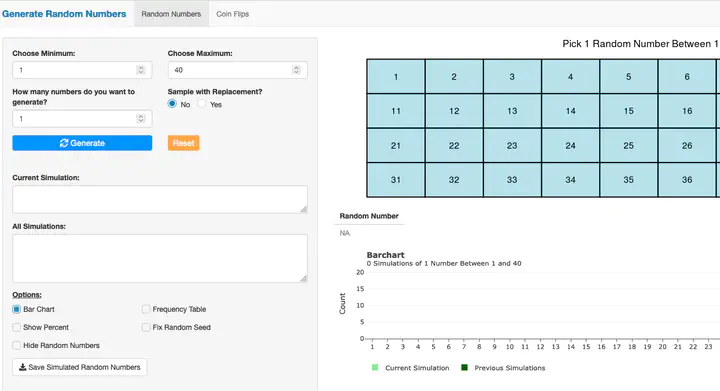 Generate Random Numbers
Random Numbers
Coin Flips
Choose Minimum:
Choose Maximum:
1
40
How many numbers do you want to
generate?
Sample with Replacement?
No
Yes
1
Generate
Reset
Current Simulation:
All Simulations:
Options:
Bar Chart
Frequency Table
Show Percent
Fix Random Seed
Hide Random Numbers
Save Simulated Random Numbers
Pick 1 Random Number Between 1
1 2 3 4 5 6
11 12 13 14 15 16
21 22 23 24 25 26
31 32 33 34 35 36
Random Number
NA
Barchart
0 Simulations of 1 Number Between 1 and 40
Count
20
15
10
5
0
1 2 3 4 5 6 7 8 9 10 11 12 13 14 15 16 17 18 19 20 21 22 23
Current Simulation
Previous Simulations